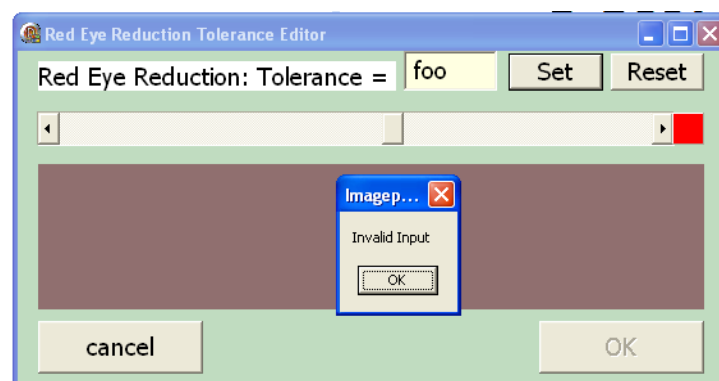 Red Eye Reduction Tolerance Editor
Red Eye Reduction: Tolerance = foo Set Reset
Imagep...
Invalid Input
OK
cancel OK